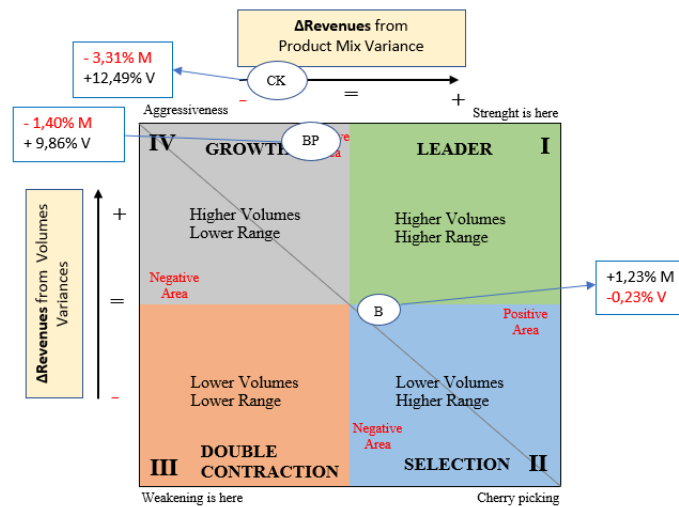 ΔRevenues from
Product Mix Variance
- 3,31% M
+12,49% V
CK
-
=
+
Aggressiveness
Strenght is here
- 1,40% M
+ 9,86% V
IV
GROWTH
BP
Area
LEADER
I
Higher Volumes
Lower Range
Higher Volumes
Higher Range
ΔRevenues from Volumes
Variances
+
=
-
Negative
Area
B
+1,23% M
-0,23% V
Positive
Area
Lower Volumes
Lower Range
Lower Volumes
Higher Range
Negative
Area
III
DOUBLE
CONTRACTION
SELECTION
II
Weakening is here
Cherry picking